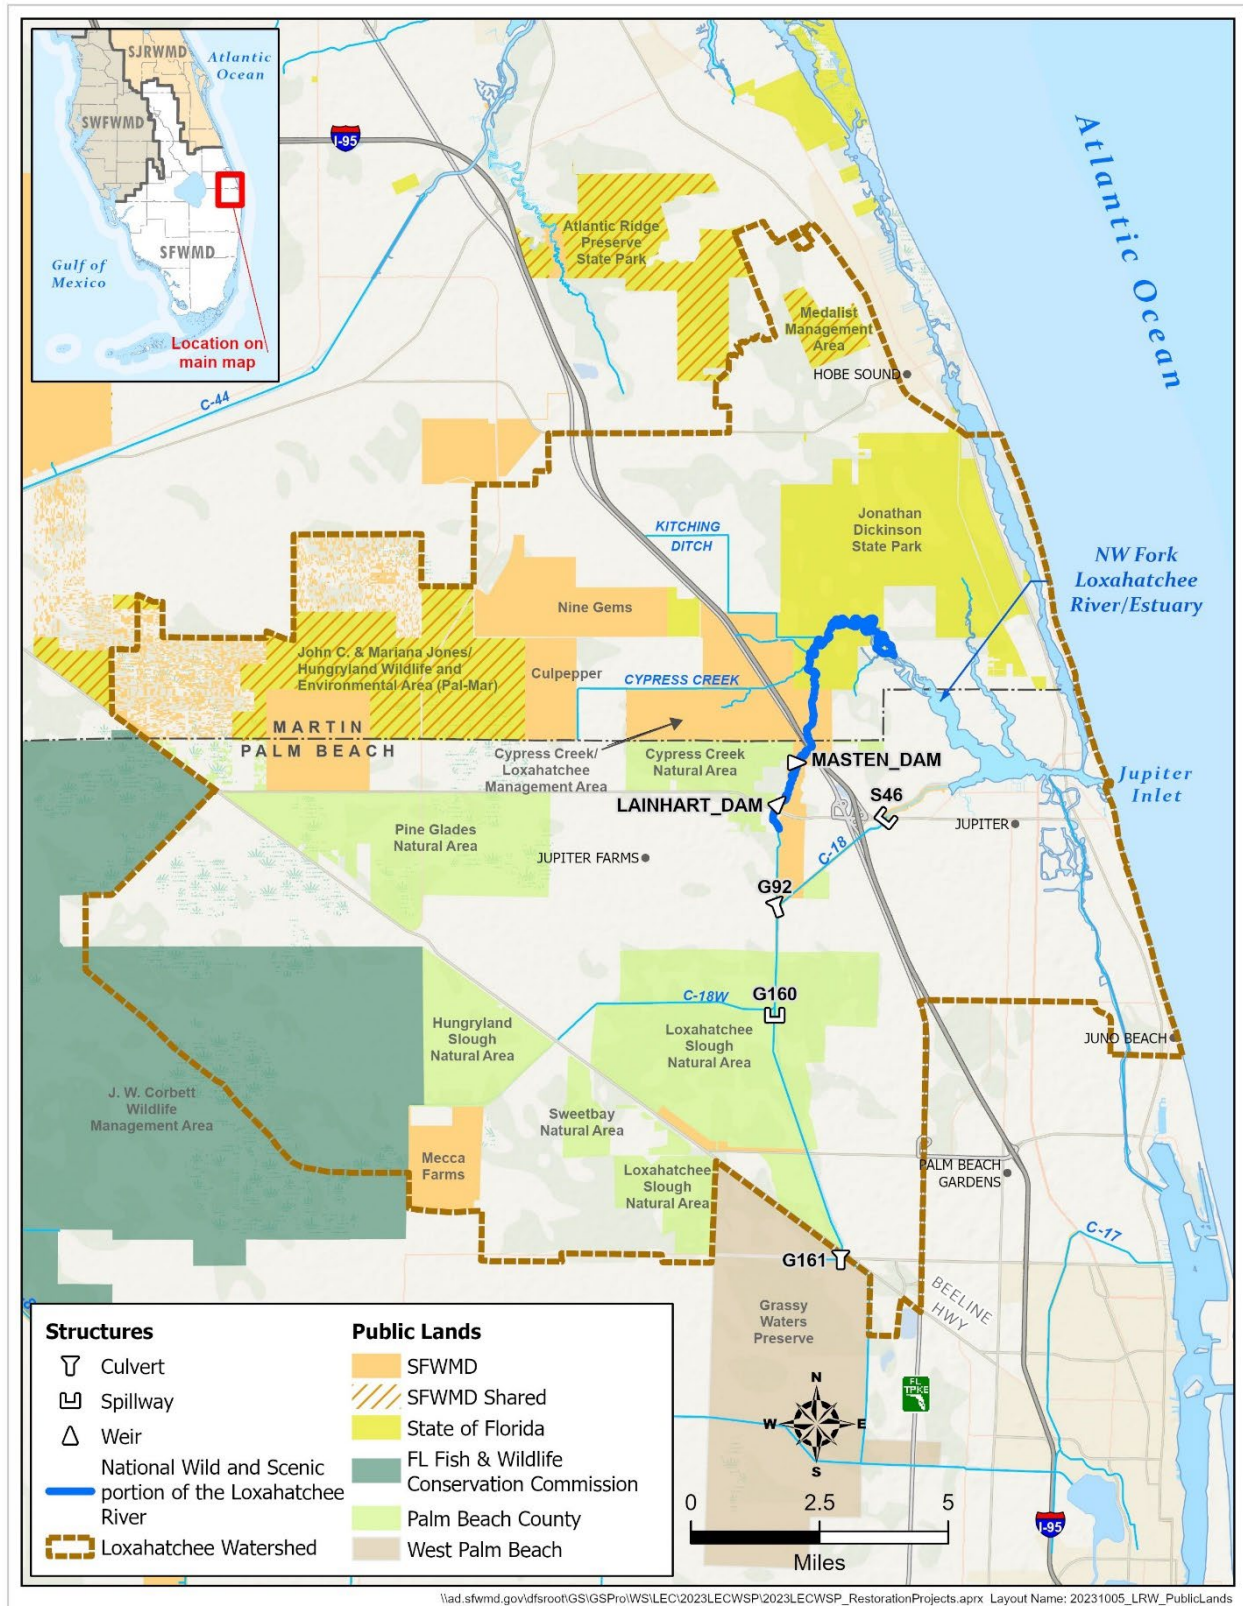 SJRWMD
Atlantic
Ocean
SWFWMD
SFWMD
Gulf of
Mexico
Location on
main map
I-95
Atlantic Ridge
Preserve
State Park
Medalist
Management
Area
HOBE SOUND
Atlantic Ocean
C-44
KITCHING
DITCH
Jonathan
Dickinson
State Park
NW Fork
Loxahatchee
River/Estuary
Nine Gems
John C. & Mariana Jones/
Hungryland Wildlife and
Environmental Area (Pal-Mar)
Culpepper
CYPRESS CREEK
MARTIN
PALM BEACH
Cypress Creek/
Loxahatchee
Management Area
Cypress Creek
Natural Area
MASTEN_DAM
LAINHART_DAM
S46
Jupiter
Inlet
JUPITER
Pine Glades
Natural Area
JUPITER FARMS
C-18
G92
C-18W
G160
Hungryland
Slough
Natural Area
Loxahatchee
Slough
Natural Area
JUNO BEACH
J. W. Corbett
Wildlife
Management Area
Sweetbay
Natural Area
Mecca
Farms
Loxahatchee
Slough
Natural Area
PALM BEACH
GARDENS
C-17
G161
BEELINE
HWY
Grassy
Waters
Preserve
FL
TPKE
N
W E
S
I-95
0 2.5 5
Miles
Structures
Culvert
Spillway
Weir
National Wild and Scenic
portion of the Loxahatchee
River
Loxahatchee Watershed
Public Lands
SFWMD
SFWMD Shared
State of Florida
FL Fish & Wildlife
Conservation Commission
Palm Beach County
West Palm Beach
\\ad.sfwmd.gov\dfsroot\GS\GSPro\WS\LEC\2023LECWSP\2023LECWSP_RestorationProjects.aprx Layout Name: 20231005_LRW_PublicLands